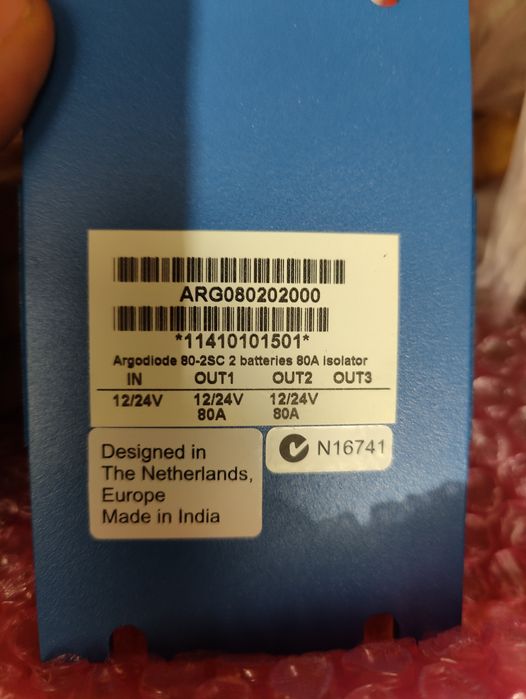 ARG080202000
*11410101501*
Argodiode 80-2SC 2 batteries 80A isolator
IN OUT1 OUT2 OUT3
12/24V 12/24V 12/24V
80A 80A
Designed in
The Netherlands,
Europe
Made in India
N16741